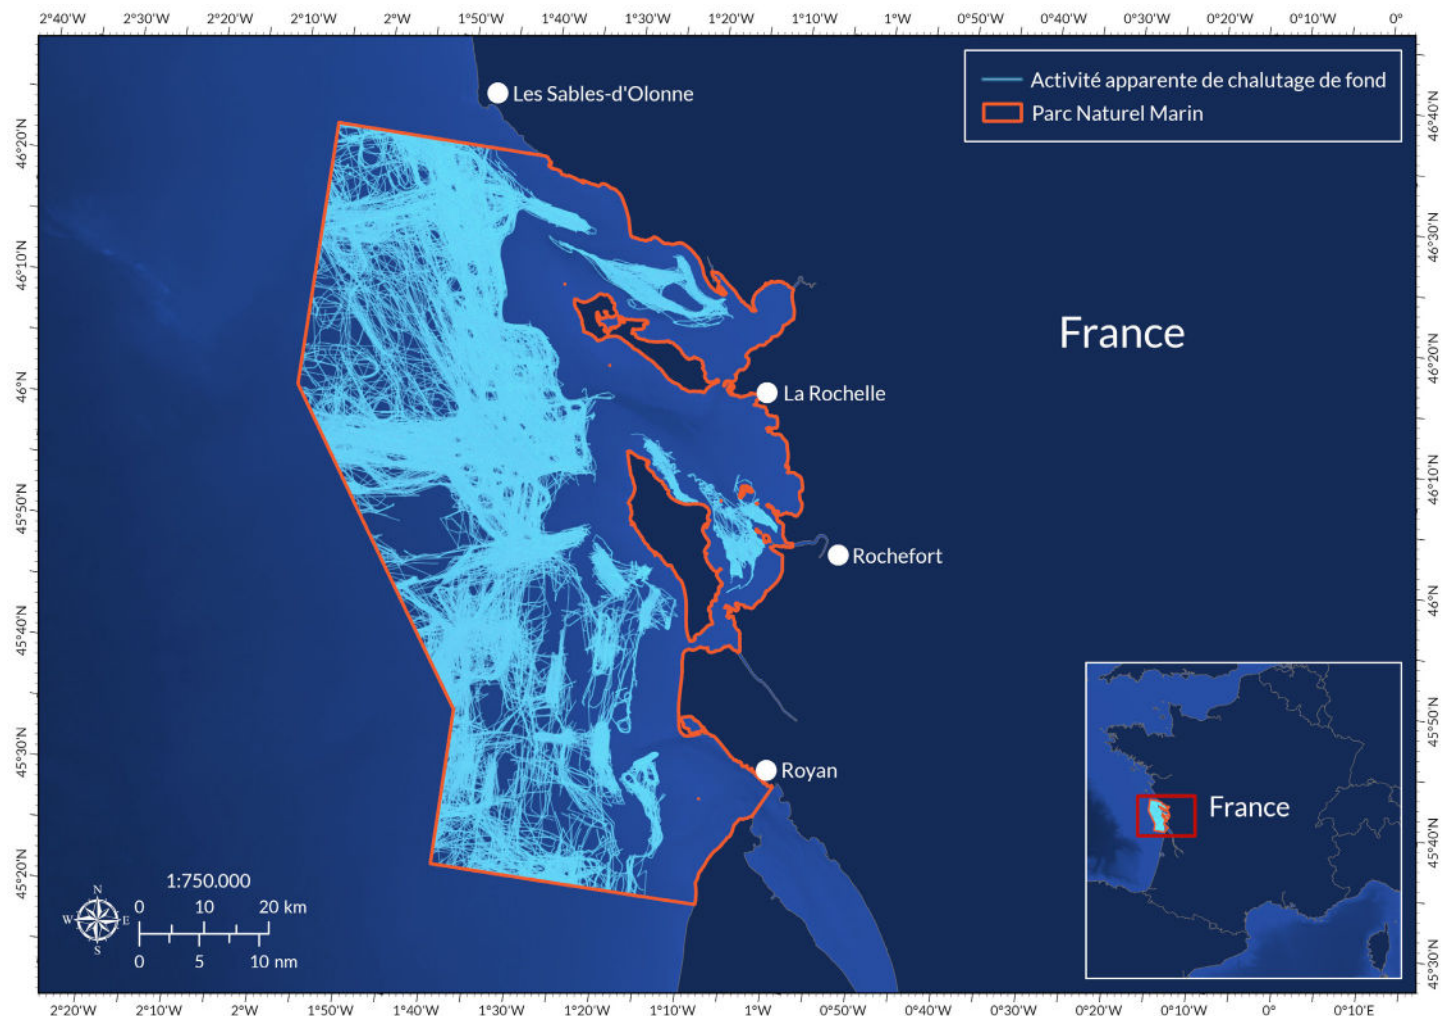 2°40'W 2°30'W 2°20'W 2°10'W 2°W 1°50'W 1°40'W 1°30'W 1°20'W 1°10'W 1°W 0°50'W 0°40'W 0°30'W 0°20'W 0°10'W 0°
Activité apparente de chalutage de fond
Parc Naturel Marin
Les Sables-d'Olonne
46°20'N
46°40'N
46°10'N
46°30'N
France
46°N
46°20'N
La Rochelle
45°50'N
46°10'N
Rochefort
45°40'N
46°N
45°30'N
45°50'N
Royan
France
45°20'N
45°40'N
1:750.000
N
W E
S
0 10 20 km
0 5 10 nm
45°30'N
2°20'W 2°10'W 2°W 1°50'W 1°40'W 1°30'W 1°20'W 1°10'W 1°W 0°50'W 0°40'W 0°30'W 0°20'W 0°10'W 0° 0°10'E